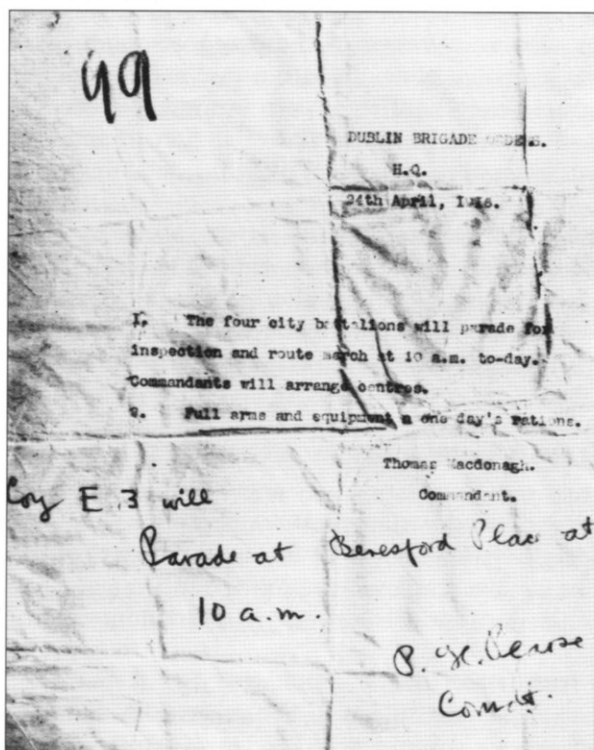 99
DUBLIN BRIGADE ORDERS.
H.Q.
24th April, 1916.
I. The four city battalions will parade for
inspection and route march at 10 a.m. to-day.
Commandants will arrange centres.
2. Full arms and equipment a one day's rations.
Thomas Macdonagh.
Commandant.
Coy E. 3 will
Parade at Beresford Place at
10 a.m.
P. H. Pearse
Comdt.